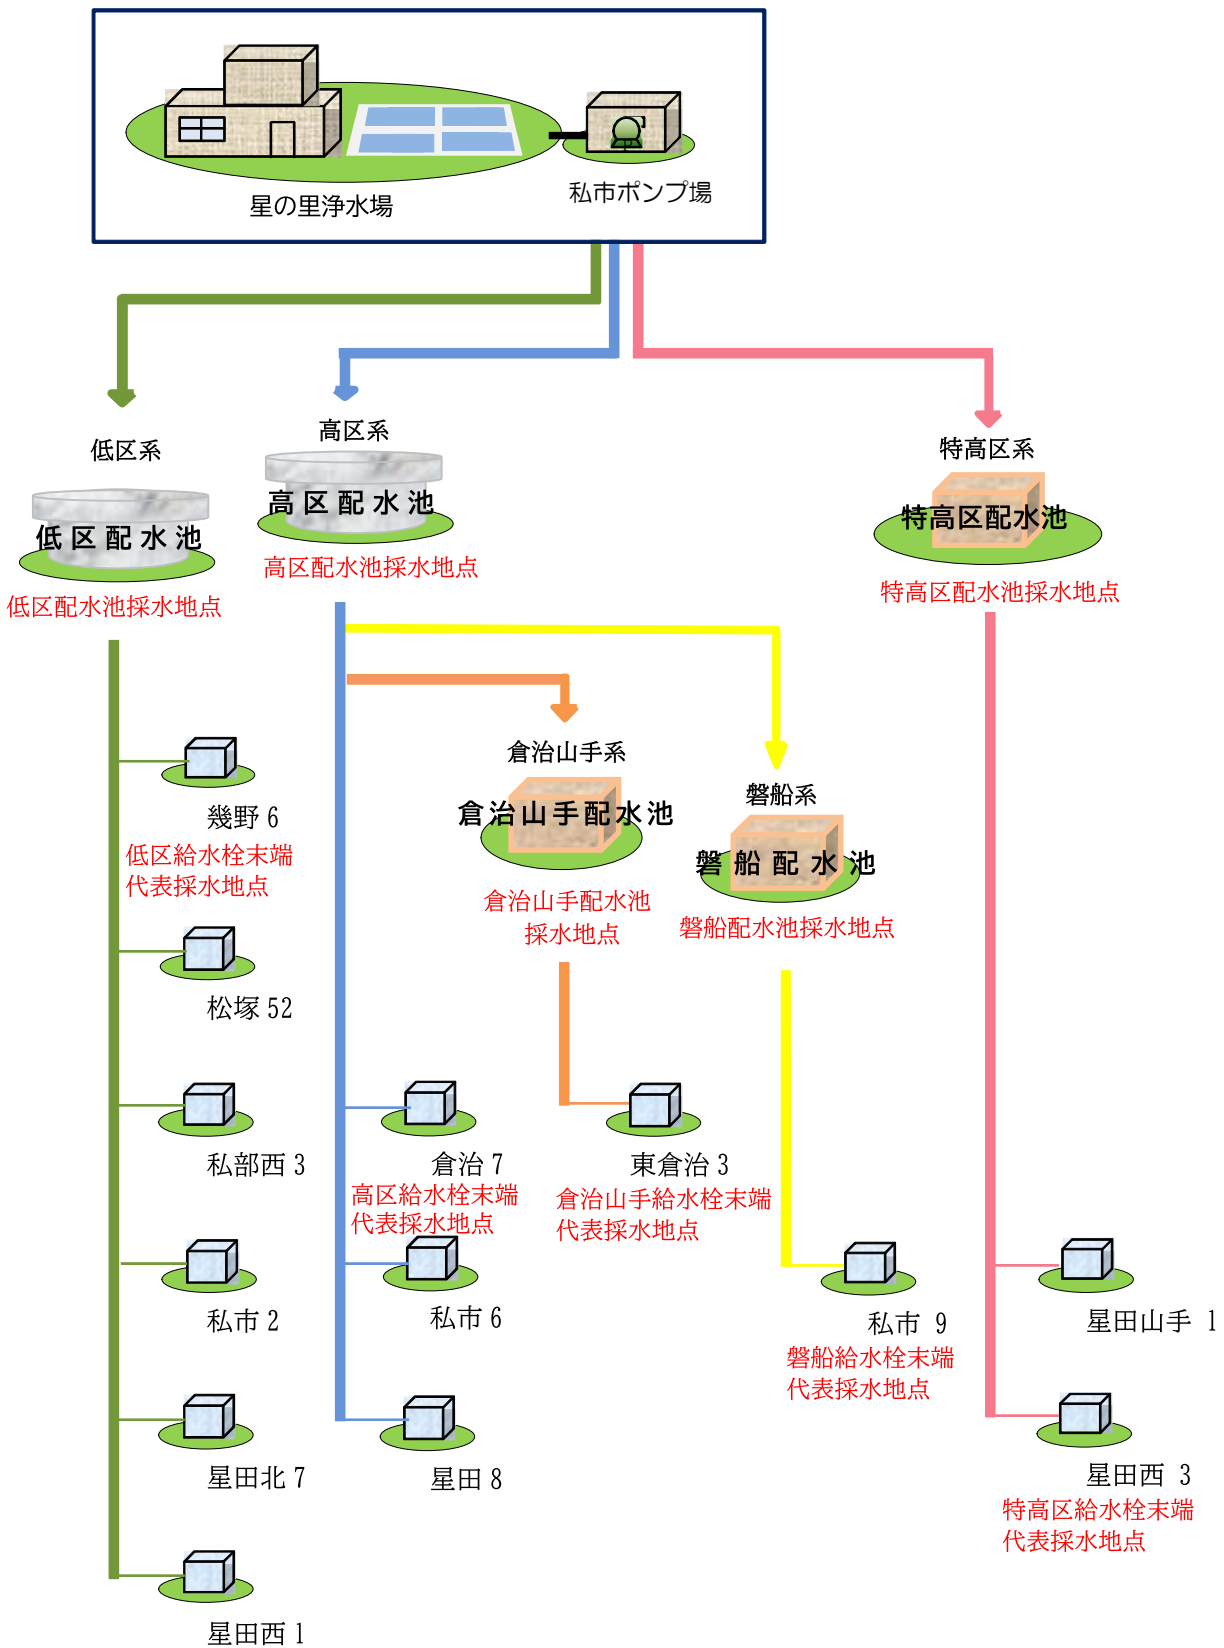 星の里浄水場
私市ポンプ場
低区系
低区配水池
低区配水池採水地点
高区系
高区配水池
高区配水池採水地点
特高区系
特高区配水池
特高区配水池採水地点
倉治山手系
倉治山手配水池
倉治山手配水池
採水地点
磐船系
磐船配水池
磐船配水池採水地点
幾野 6
低区給水栓末端
代表採水地点
松塚 52
私部西 3
私市 2
星田北 7
星田西 1
倉治 7
高区給水栓末端
代表採水地点
私市 6
星田 8
東倉治 3
倉治山手給水栓末端
代表採水地点
私市 9
磐船給水栓末端
代表採水地点
星田山手 1
星田西 3
特高区給水栓末端
代表採水地点